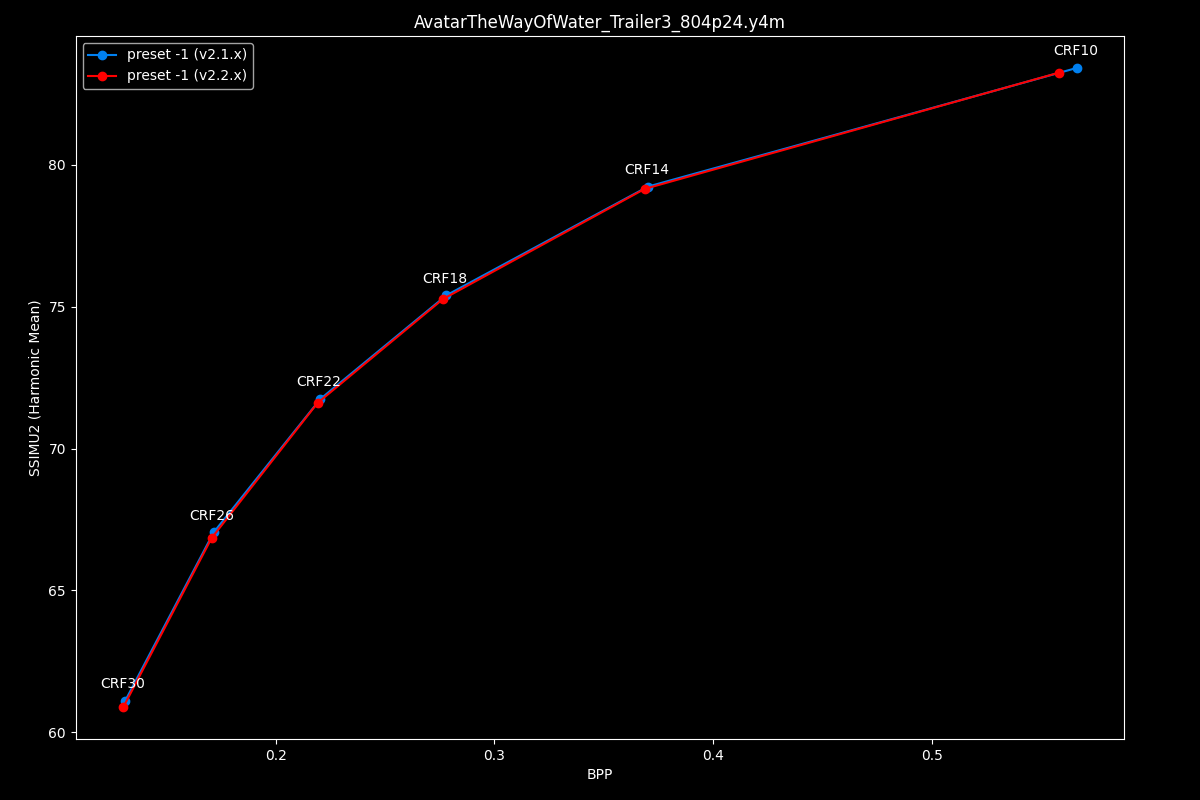 AvatarTheWayOfWater_Trailer3_804p24.y4m
preset -1 (v2.1.x)
preset -1 (v2.2.x)
CRF10
CRF14
CRF18
CRF22
CRF26
CRF30
80
75
70
65
60
SSIMU2 (Harmonic Mean)
0.2
0.3
0.4
0.5
BPP